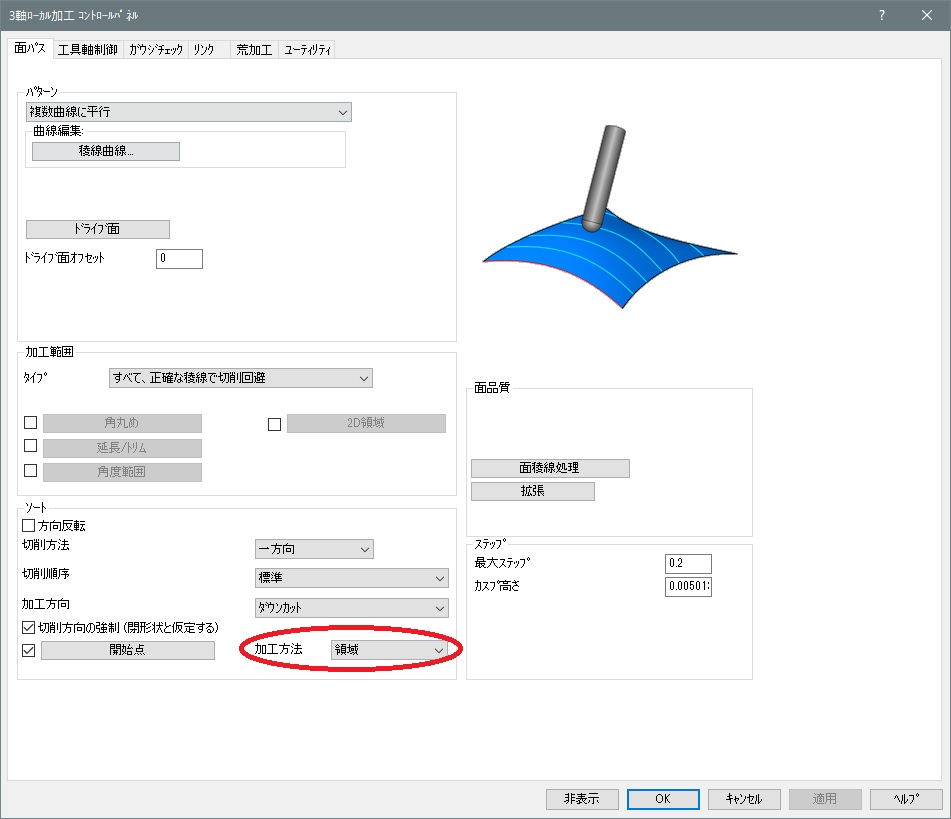 3軸ﾛｰｶﾙ加工 ｺﾝﾄﾛｰﾙﾊﾟﾈﾙ
?
面ﾊﾟｽ 工具軸制御 ｶﾞｳｼﾞﾁｪｯｸ ﾘﾝｸ 荒加工 ﾕｰﾃｨﾘﾃｨ
ﾊﾟﾀｰﾝ
複数曲線に平行
曲線編集:
稜線曲線...
ﾄﾞﾗｲﾌﾞ面
ﾄﾞﾗｲﾌﾞ面ｵﾌｾｯﾄ 0
加工範囲
ﾀｲﾌﾟ すべて、正確な稜線で切削回避
角丸め 2D領域
延長/ﾄﾘﾑ
角度範囲
ｿｰﾄ
方向反転
切削方法 一方向
切削順序 標準
加工方向 ﾀﾞｳﾝｶｯﾄ
切削方向の強制 (閉形状と仮定する)
開始点 加工方法 領域
面品質
面稜線処理
拡張
ｽﾃｯﾌﾟ
最大ｽﾃｯﾌﾟ 0.2
ｶｽﾌﾟ高さ 0.00501
非表示 OK ｷｬﾝｾﾙ 適用 ﾍﾙﾌﾟ